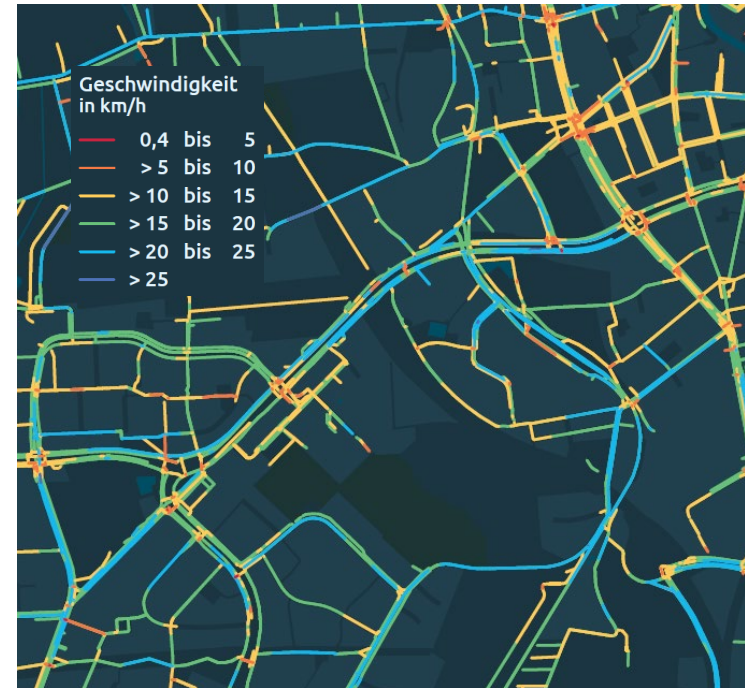 Geschwindigkeit
in km/h
0,4 bis 5
> 5 bis 10
> 10 bis 15
> 15 bis 20
> 20 bis 25
> 25